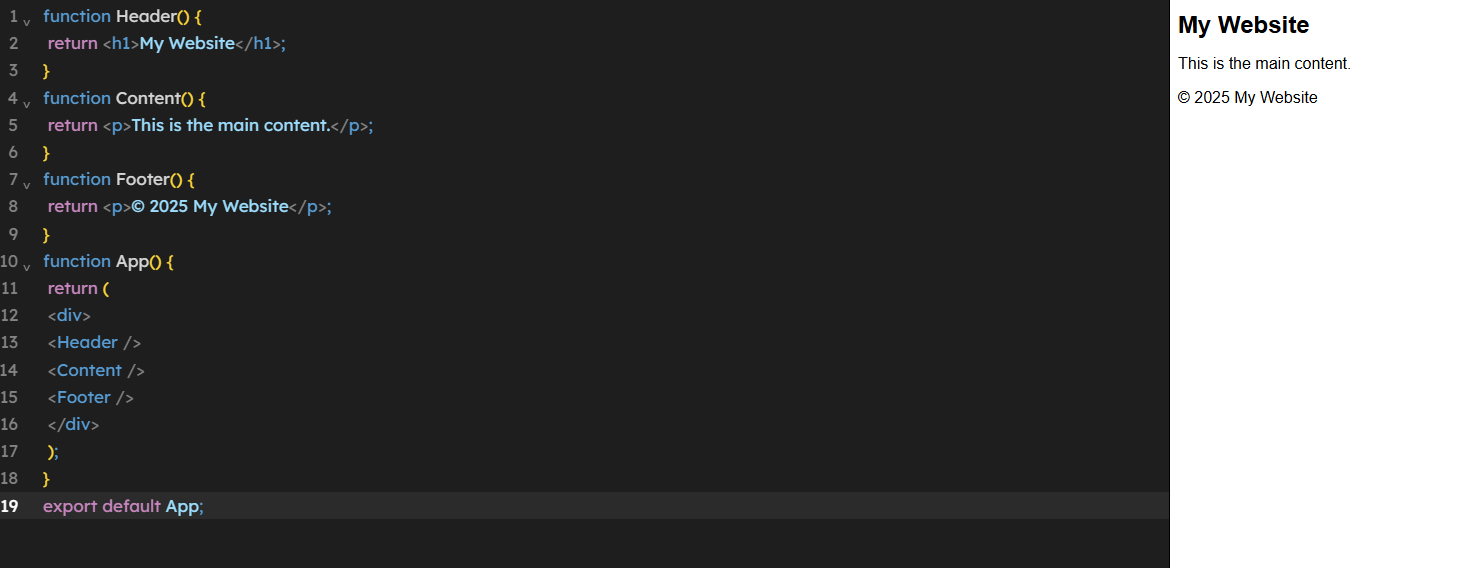 1 v function Header() {
2 return <h1>My Website</h1>;
3 }
4 v function Content() {
5 return <p>This is the main content.</p>;
6 }
7 v function Footer() {
8 return <p>© 2025 My Website</p>;
9 }
10 v function App() {
11 return (
12 <div>
13 <Header />
14 <Content />
15 <Footer />
16 </div>
17 );
18 }
19 export default App;
My Website
This is the main content.
© 2025 My Website